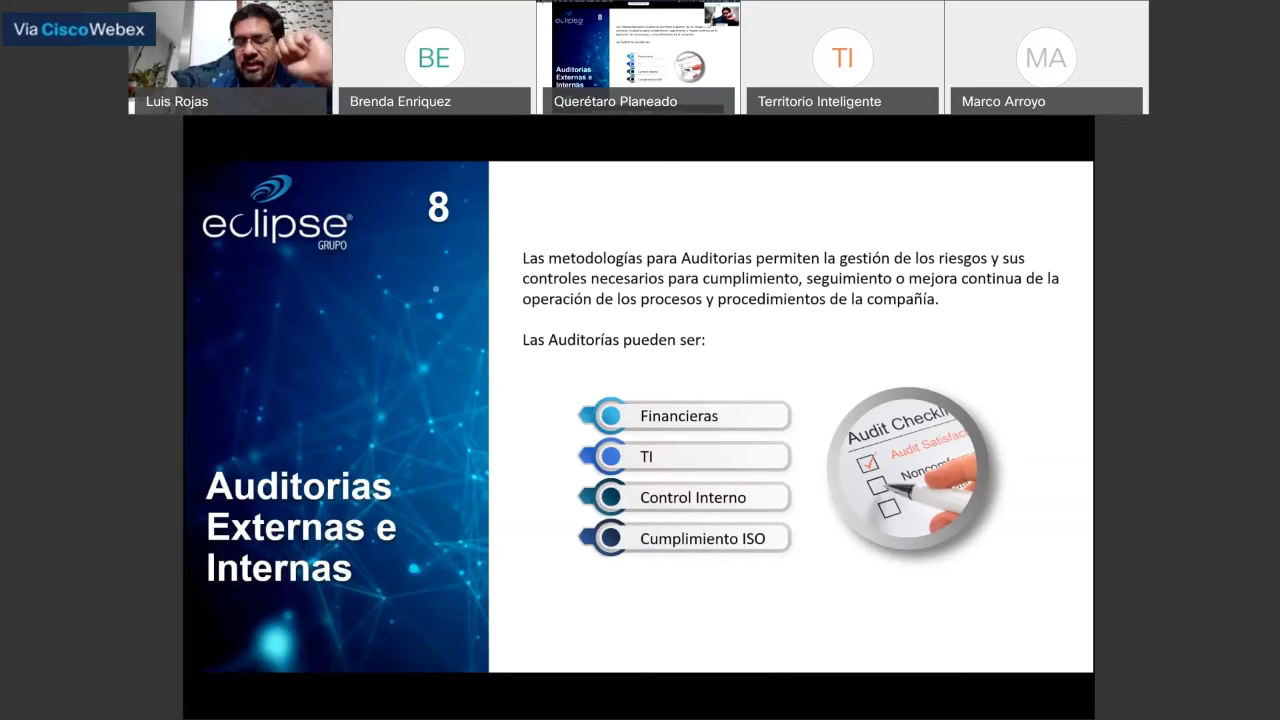 Via Cisco Webex
BE
TI
MA
Luis Rojas
Brenda Enriquez
Querétaro Planeado
Territorio Inteligente
Marco Arroyo
eclipse®
GRUPO
8
Auditorias
Externas e
Internas
Las metodologías para Auditorias permiten la gestión de los riesgos y sus
controles necesarios para cumplimiento, seguimiento o mejora continua de la
operación de los procesos y procedimientos de la compañía.
Las Auditorías pueden ser:
Financieras
TI
Control Interno
Cumplimiento ISO
Audit Checkli
Audit Satisfac
Nonconfo